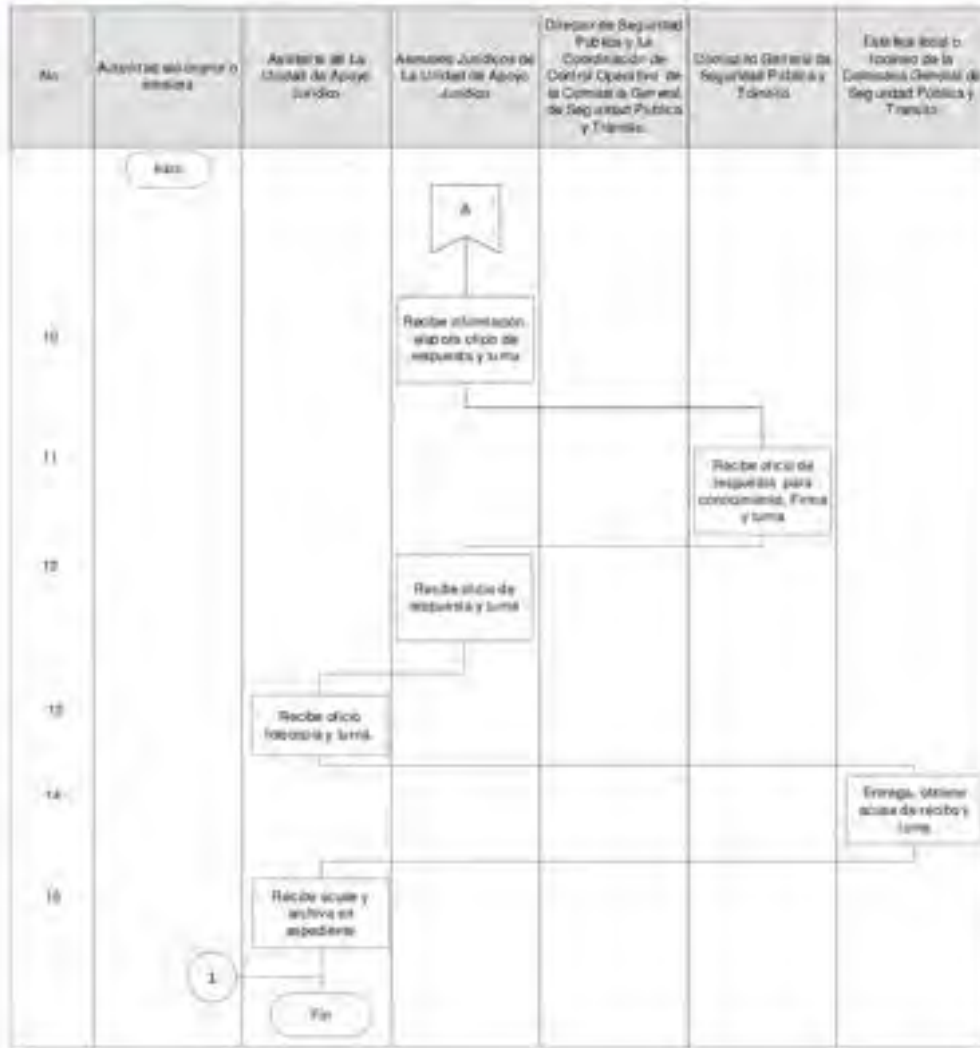 No.
Autoridad
Asistente de La
Unidad de Apoyo
Jurídico
Asesores Jurídicos de
La Unidad de Apoyo
Jurídico
Director de Seguridad
Pública y La
Coordinación de
Control Operativo de
la Comisaría General
de Seguridad Pública
y Tránsito.
Comisario General de
Seguridad Pública y
Tránsito.
Estafeta local o
foráneo de la
Comisaría General de
Seguridad Pública y
Tránsito.
Inicio
A
10
Recibe información,
elabora oficio de
respuesta y turna
11
Recibe oficio de
respuesta para
conocimiento, Firma
y turna
12
Recibe oficio de
respuesta y turna
13
Recibe oficio
fotocopia y turna.
14
Entrega, obtiene
acuse de recibo y
turna
15
Recibe acuse y
archiva en
expediente
1
Fin